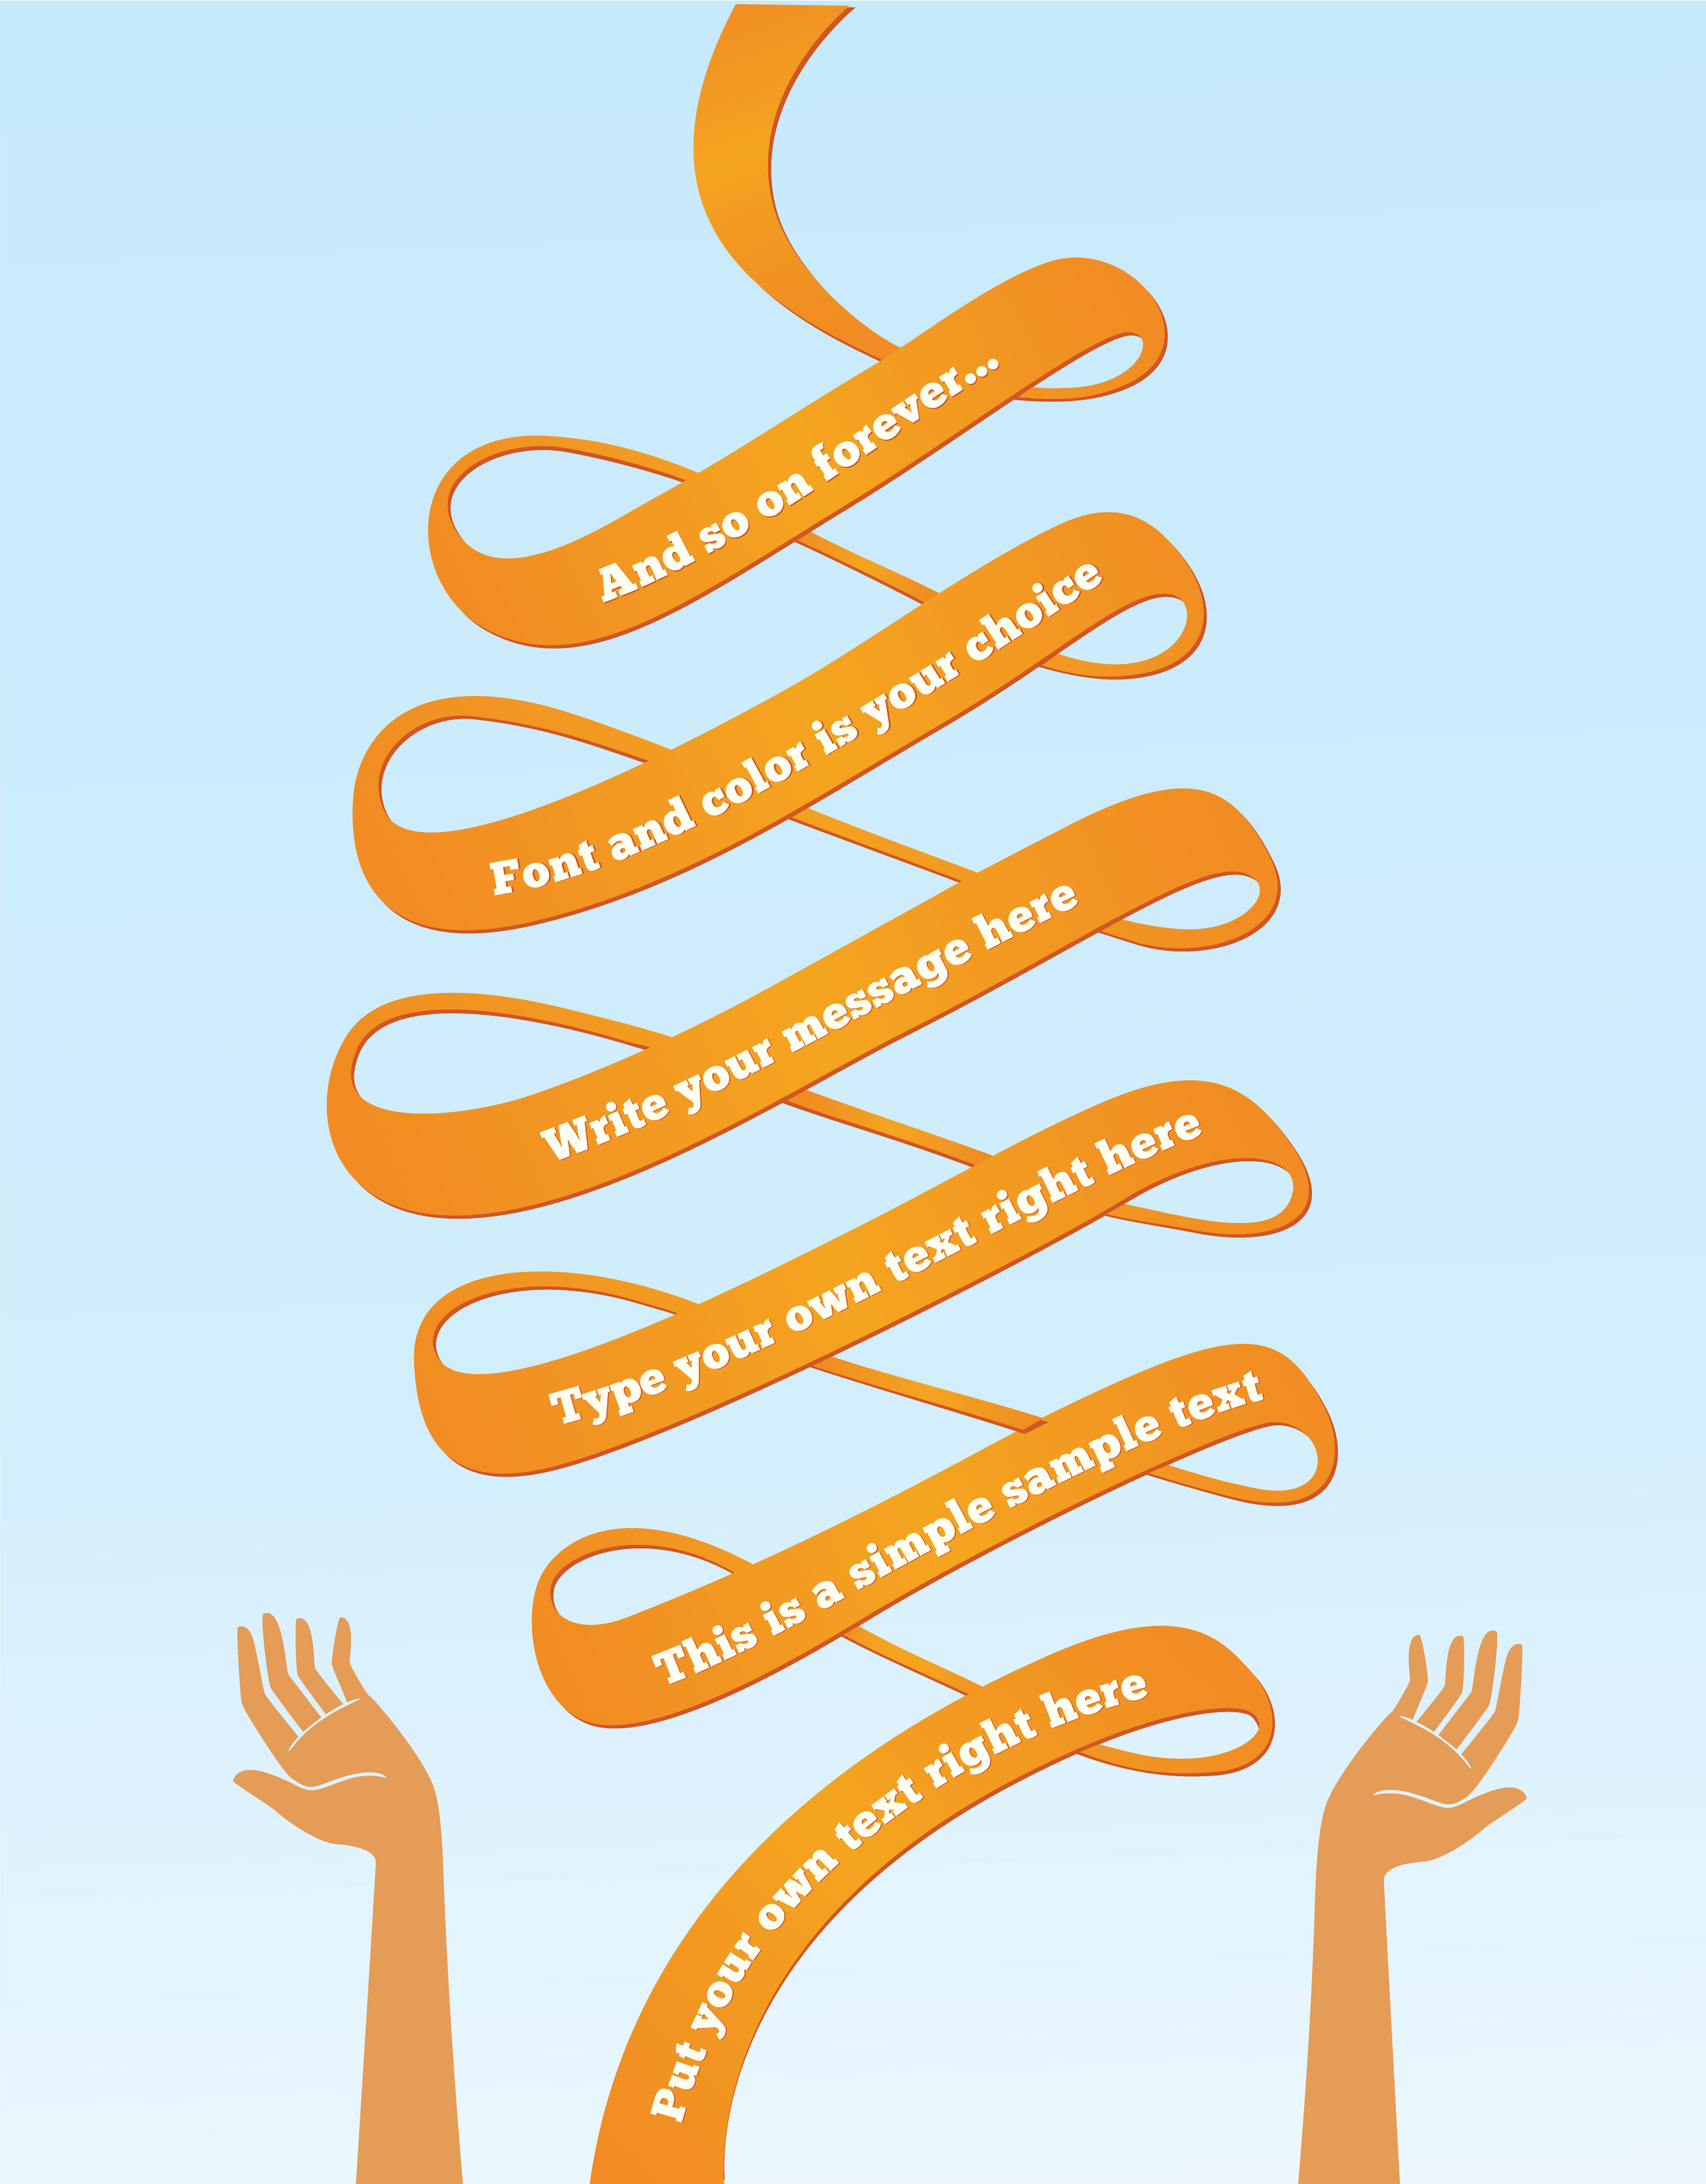 And so on forever...
Font and color is your choice
Write your message here
Type your own text right here
This is a simple sample text
Put your own text right here